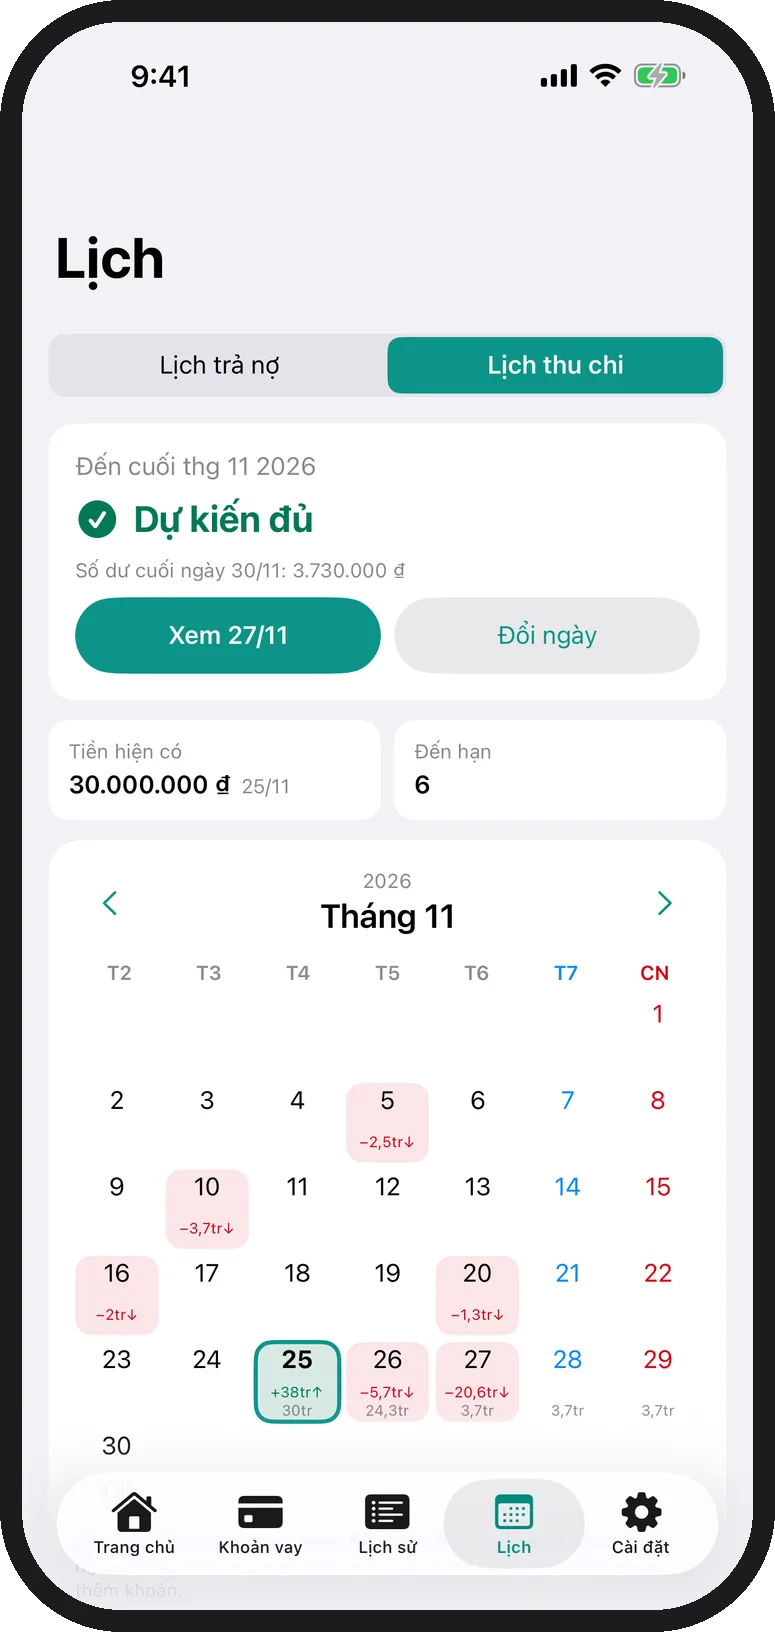 9:41
Lịch
Lịch trả nợ
Lịch thu chi
Đến cuối thg 11 2026
Dự kiến đủ
Số dư cuối ngày 30/11: 3.730.000 ₫
Xem 27/11
Đổi ngày
Tiền hiện có
30.000.000 ₫ 25/11
Đến hạn
6
2026
Tháng 11
T2 T3 T4 T5 T6 T7 CN
1
2 3 4 5 6 7 8
−2,5tr↓
9 10 11 12 13 14 15
−3,7tr↓
16 17 18 19 20 21 22
−2tr↓ −1,3tr↓
23 24 25 26 27 28 29
+38tr↑ −5,7tr↓ −20,6tr↓
30tr 24,3tr 3,7tr 3,7tr 3,7tr
30
Trang chủ
Khoản vay
Lịch sử
Lịch
Cài đặt
thêm khoản.